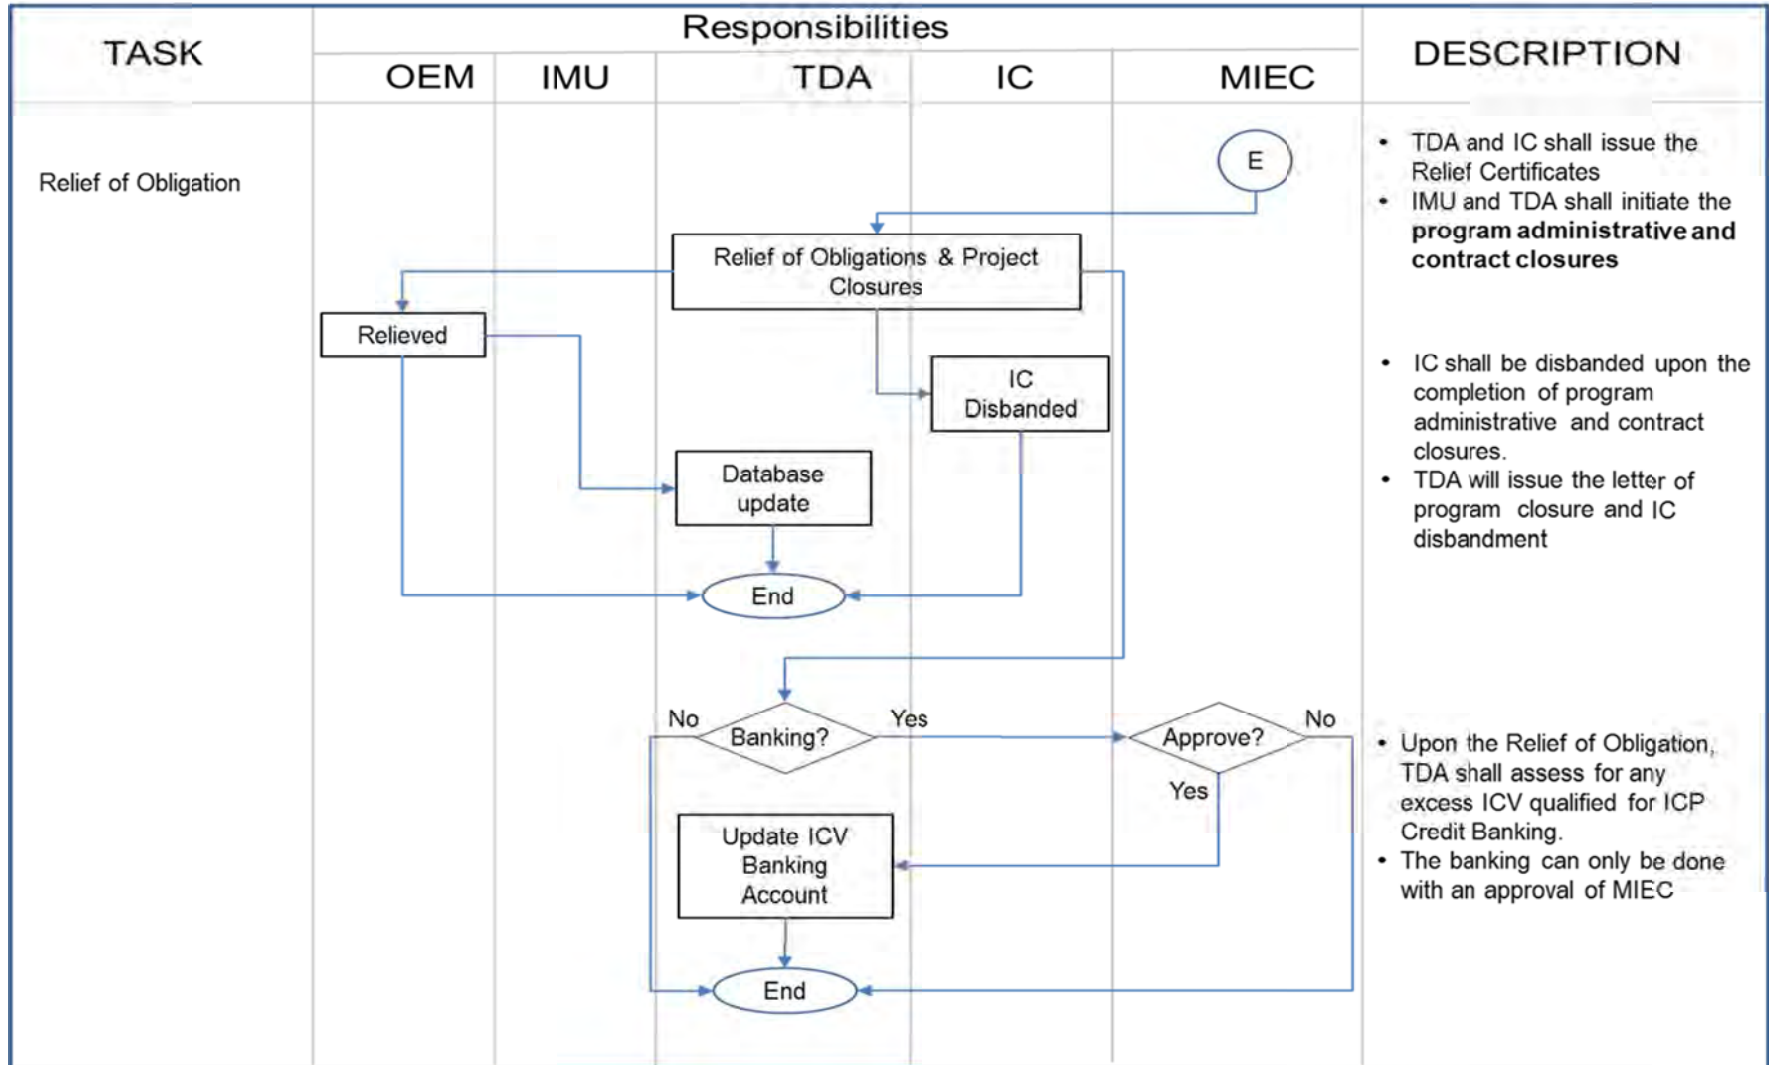 Responsibilities
TASK
DESCRIPTION
OEM
IMU
TDA
IC
MIEC
Relief of Obligation
E
• TDA and IC shall issue the
Relief Certificates
• IMU and TDA shall initiate the
program administrative and
contract closures
Relief of Obligations & Project
Closures
Relieved
IC
Disbanded
• IC shall be disbanded upon the
completion of program
administrative and contract
closures.
• TDA will issue the letter of
program closure and IC
disbandment
Database
update
End
No
Banking?
Yes
Approve?
No
Yes
• Upon the Relief of Obligation,
TDA shall assess for any
excess ICV qualified for ICP
Credit Banking.
• The banking can only be done
with an approval of MIEC
Update ICV
Banking
Account
End